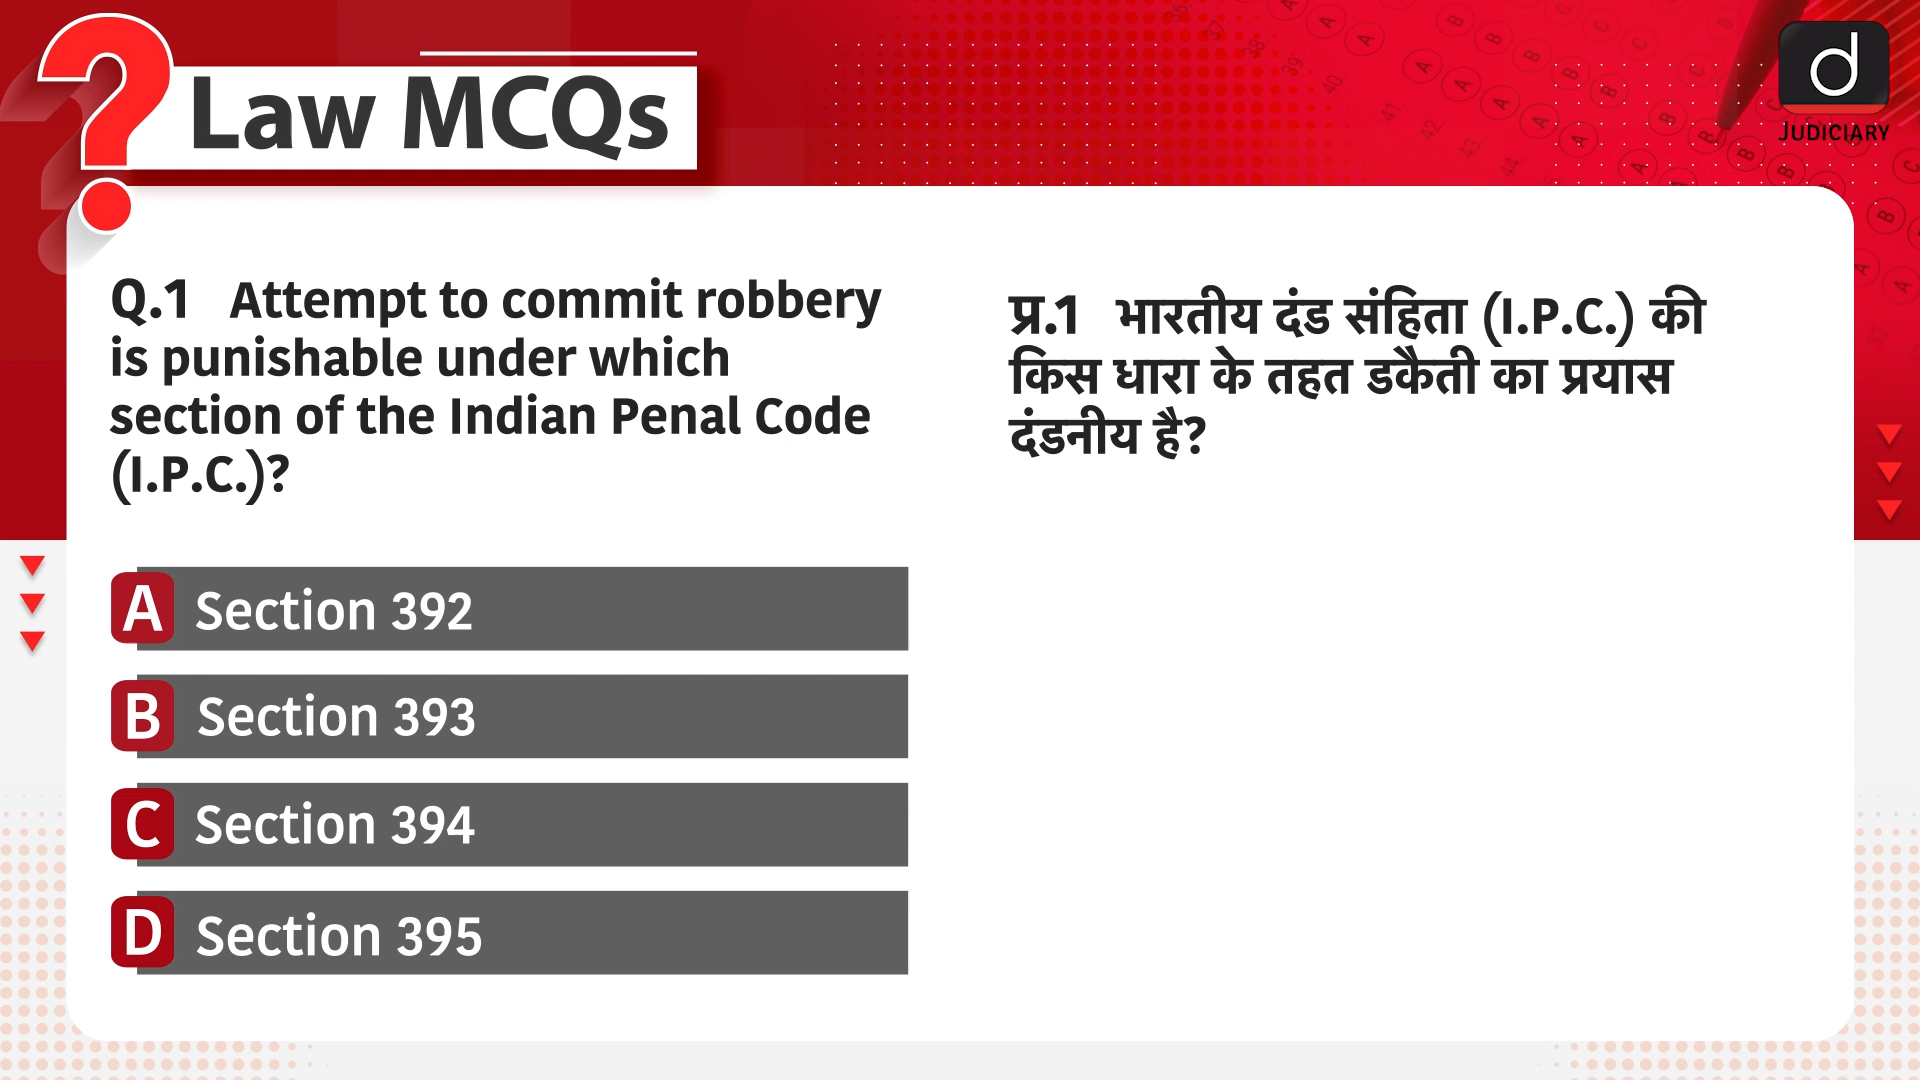 Law MCQs
JUDICIARY
Q.1 Attempt to commit robbery
is punishable under which
section of the Indian Penal Code
(I.P.C.)?
A Section 392
B Section 393
C Section 394
D Section 395
प्र.1 भारतीय दंड संहिता (I.P.C.) की
किस धारा के तहत डकैती का प्रयास
दंडनीय है?